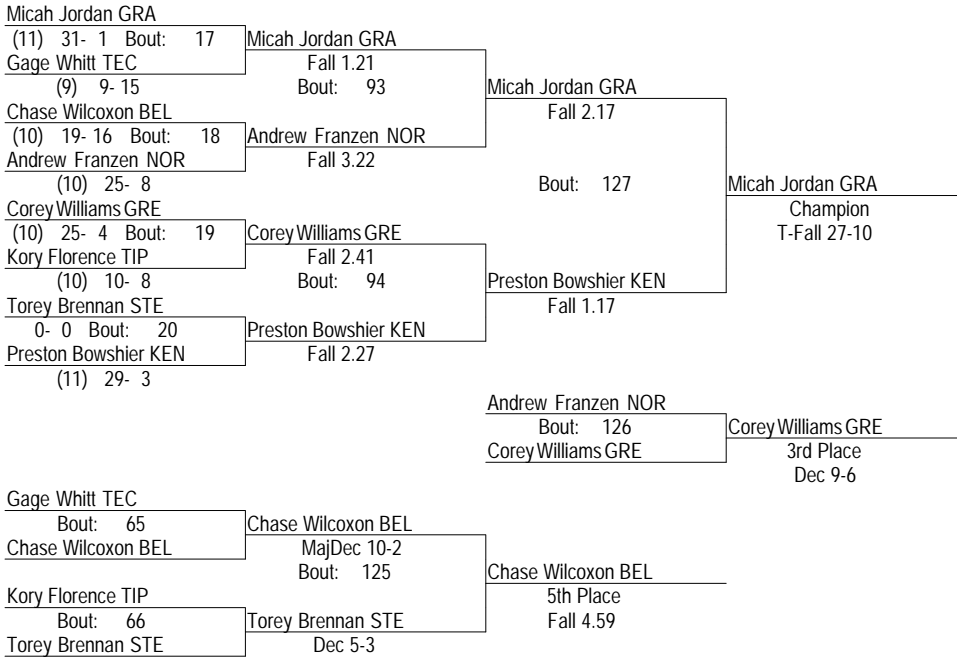 Micah Jordan GRA
(11) 31- 1 Bout: 17 Micah Jordan GRA
Gage Whitt TEC Fall 1.21
(9) 9- 15 Bout: 93 Micah Jordan GRA
Chase Wilcoxon BEL Fall 2.17
(10) 19- 16 Bout: 18 Andrew Franzen NOR
Andrew Franzen NOR Fall 3.22
(10) 25- 8 Bout: 127 Micah Jordan GRA
Corey Williams GRE Champion
(10) 25- 4 Bout: 19 Corey Williams GRE T-Fall 27-10
Kory Florence TIP Fall 2.41
(10) 10- 8 Bout: 94 Preston Bowshier KEN
Torey Brennan STE Fall 1.17
0- 0 Bout: 20 Preston Bowshier KEN
Preston Bowshier KEN Fall 2.27
(11) 29- 3
Andrew Franzen NOR
Bout: 126 Corey Williams GRE
Corey Williams GRE 3rd Place
Dec 9-6
Gage Whitt TEC
Bout: 65 Chase Wilcoxon BEL
Chase Wilcoxon BEL MajDec 10-2
Bout: 125 Chase Wilcoxon BEL
Kory Florence TIP 5th Place
Bout: 66 Torey Brennan STE Fall 4.59
Torey Brennan STE Dec 5-3